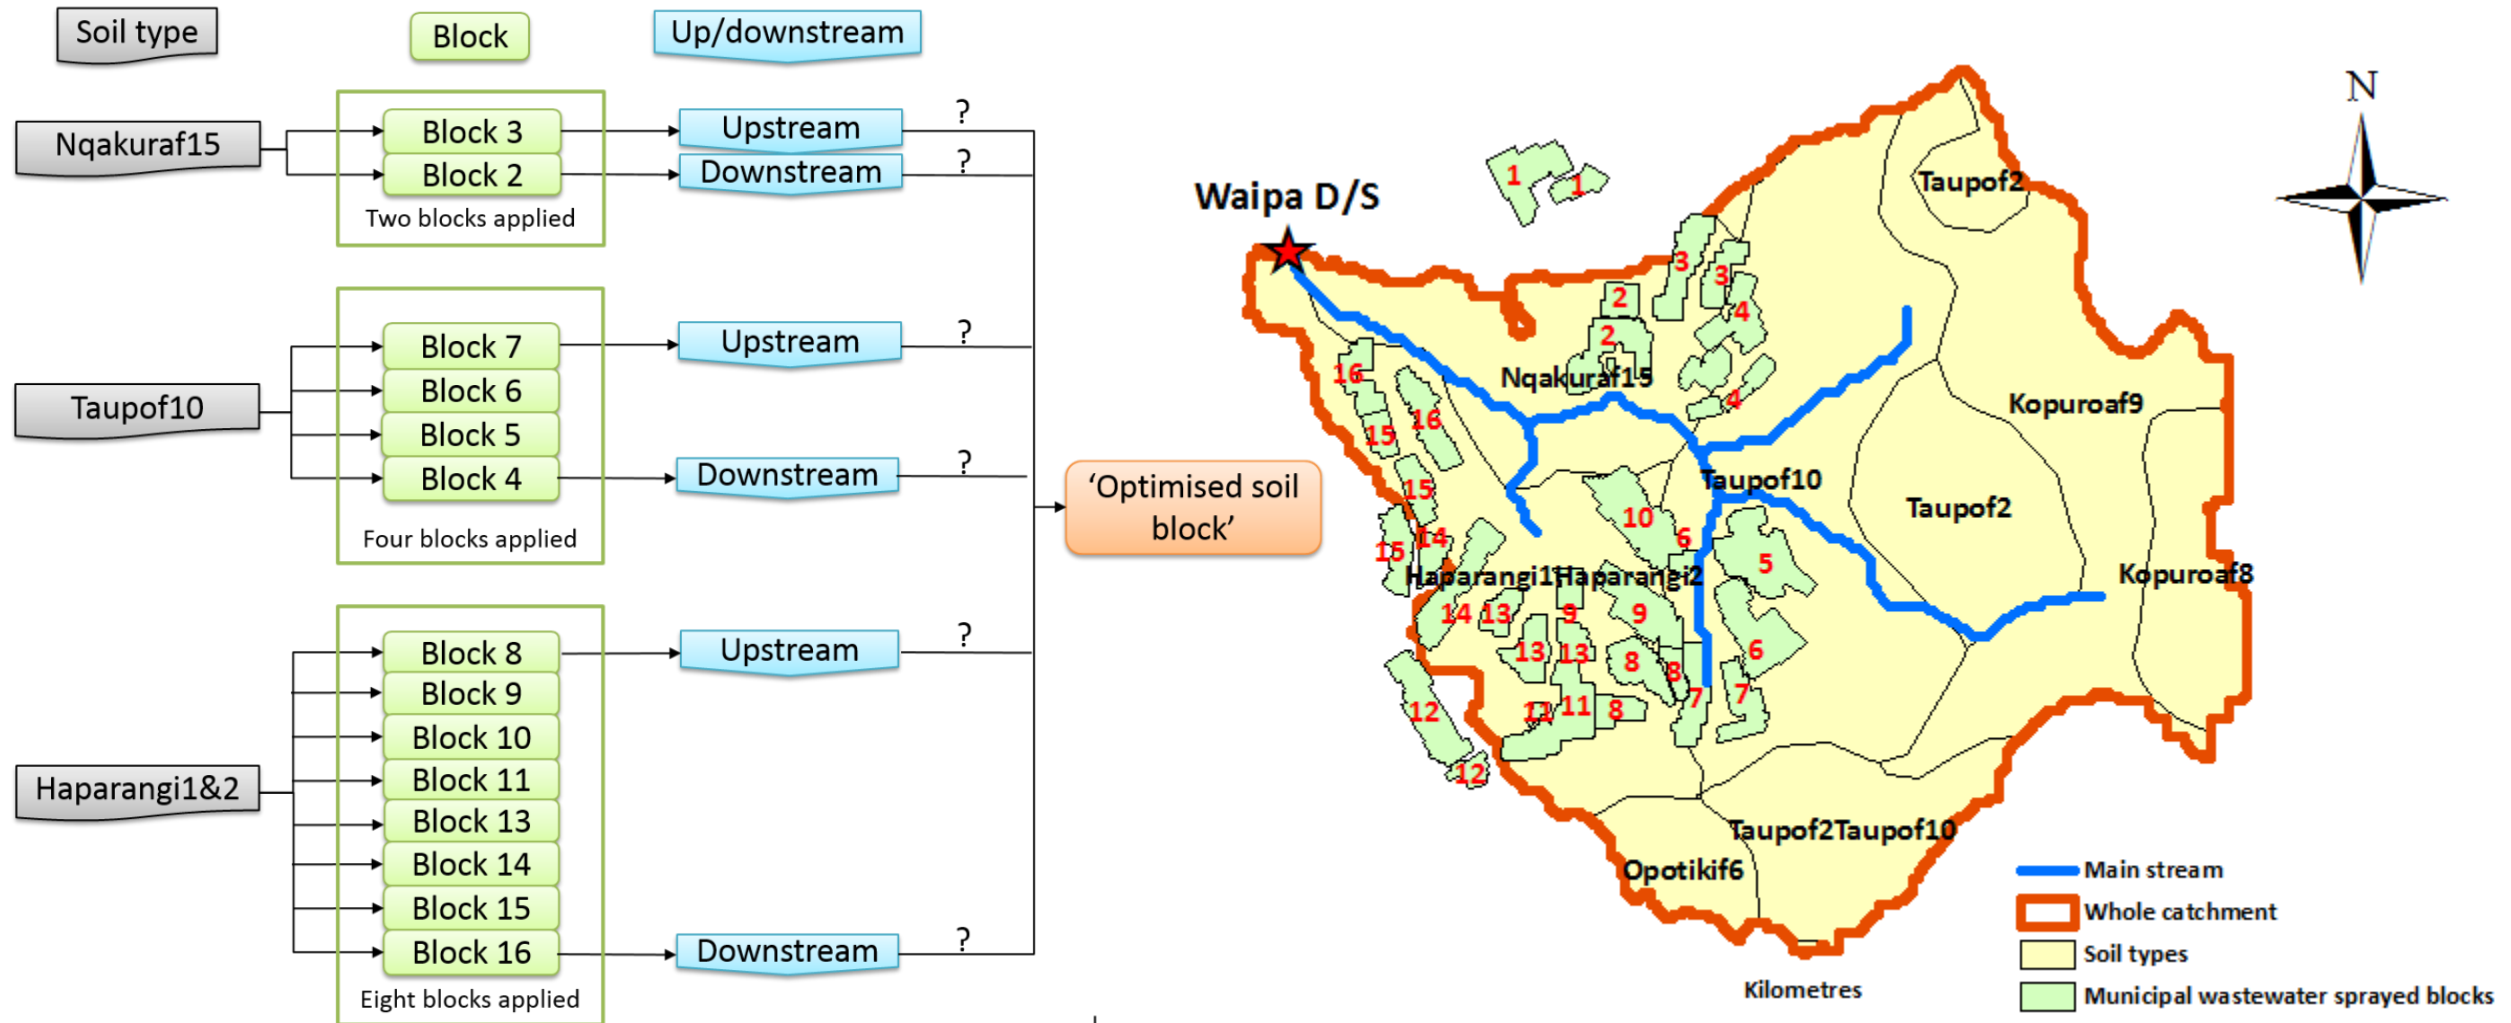 Soil type
Block
Up/downstream
Nqakuraf15
Block 3
Block 2
Two blocks applied
Upstream
?
Downstream
?
Taupof10
Block 7
Block 6
Block 5
Block 4
Four blocks applied
Upstream
?
Downstream
?
Haparangi1&2
Block 8
Block 9
Block 10
Block 11
Block 13
Block 14
Block 15
Block 16
Eight blocks applied
Upstream
?
Downstream
?
‘Optimised soil
block’
N
Waipa D/S
1
1
Taupof2
3
3
2
4
2
16
Nqakuraf15
4
Kopuroaf9
16
15
Taupof10
15
Taupof2
10
6
14
15
5
Haparangi1
Haparangi2
Kopuroaf8
14
13
9
9
13
13
8
8
6
7
7
12
11
11
8
12
Taupof2
Taupof10
Opotikif6
Main stream
Whole catchment
Soil types
Municipal wastewater sprayed blocks
Kilometres